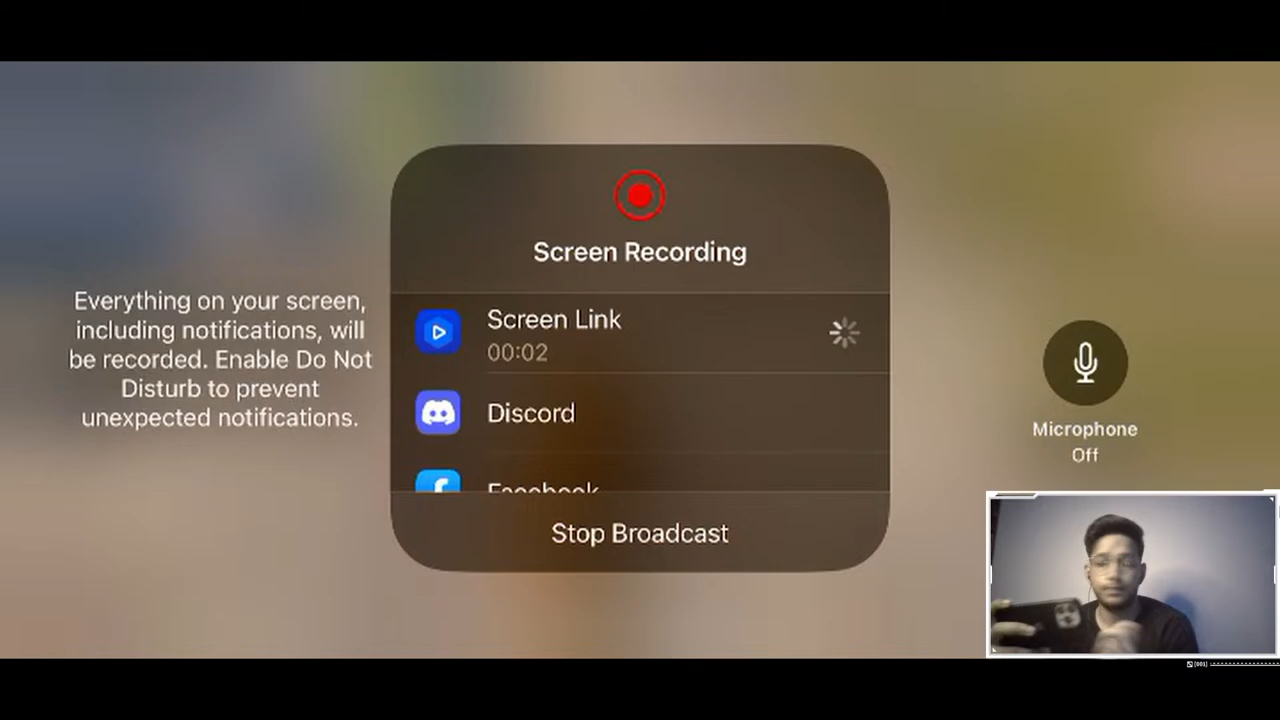 Everything on your screen,
including notifications, will
be recorded. Enable Do Not
Disturb to prevent
unexpected notifications.
Screen Recording
Screen Link
00:02
Discord
Facebook
Stop Broadcast
Microphone
Off